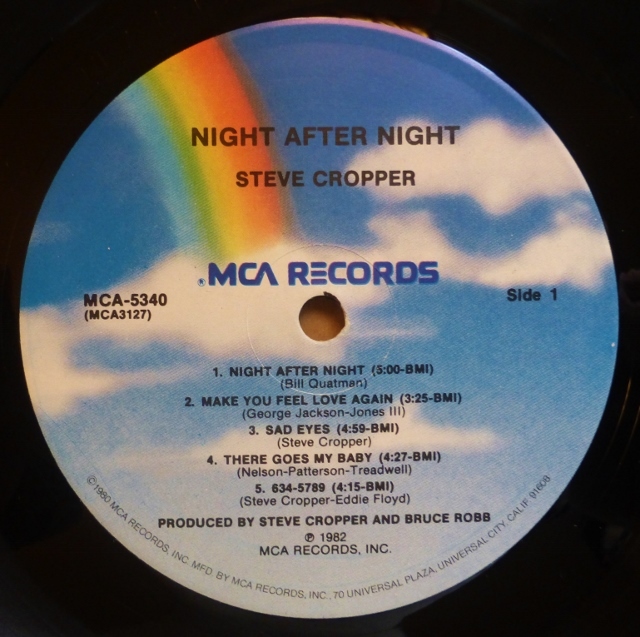 NIGHT AFTER NIGHT
STEVE CROPPER
® MCA RECORDS
MCA-5340
(MCA3127)
Side 1
1. NIGHT AFTER NIGHT (5:00-BMI)
(Bill Quatman)
2. MAKE YOU FEEL LOVE AGAIN (3:25-BMI)
(George Jackson-Jones III)
3. SAD EYES (4:59-BMI)
(Steve Cropper)
4. THERE GOES MY BABY (4:27-BMI)
(Nelson-Patterson-Treadwell)
5. 634-5789 (4:15-BMI)
(Steve Cropper-Eddie Floyd)
PRODUCED BY STEVE CROPPER AND BRUCE ROBB
℗ 1982
MCA RECORDS, INC.
©1980 MCA RECORDS, INC. MFD. BY MCA RECORDS, INC., 70 UNIVERSAL PLAZA, UNIVERSAL CITY, CALIF. 91608